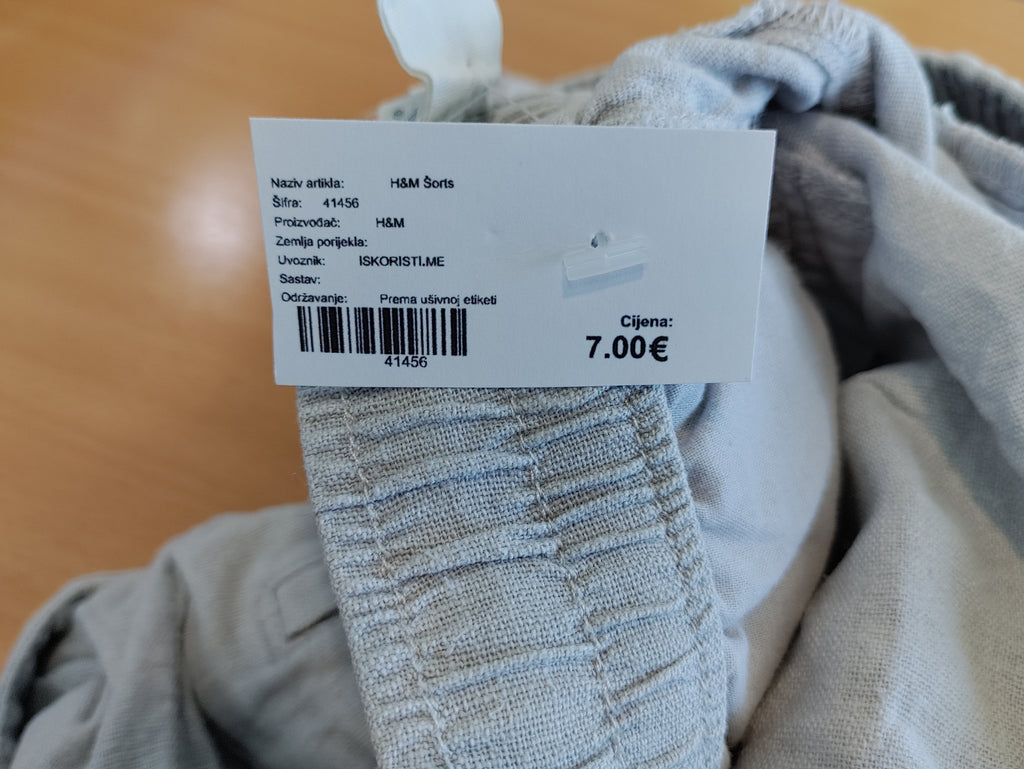 Naziv artikla: H&M Šorts
Šifra: 41456
Proizvođač: H&M
Zemlja porijekla:
Uvoznik: ISKORISTI.ME
Sastav:
Održavanje: Prema ušivnoj etiketi
41456
Cijena:
7.00€